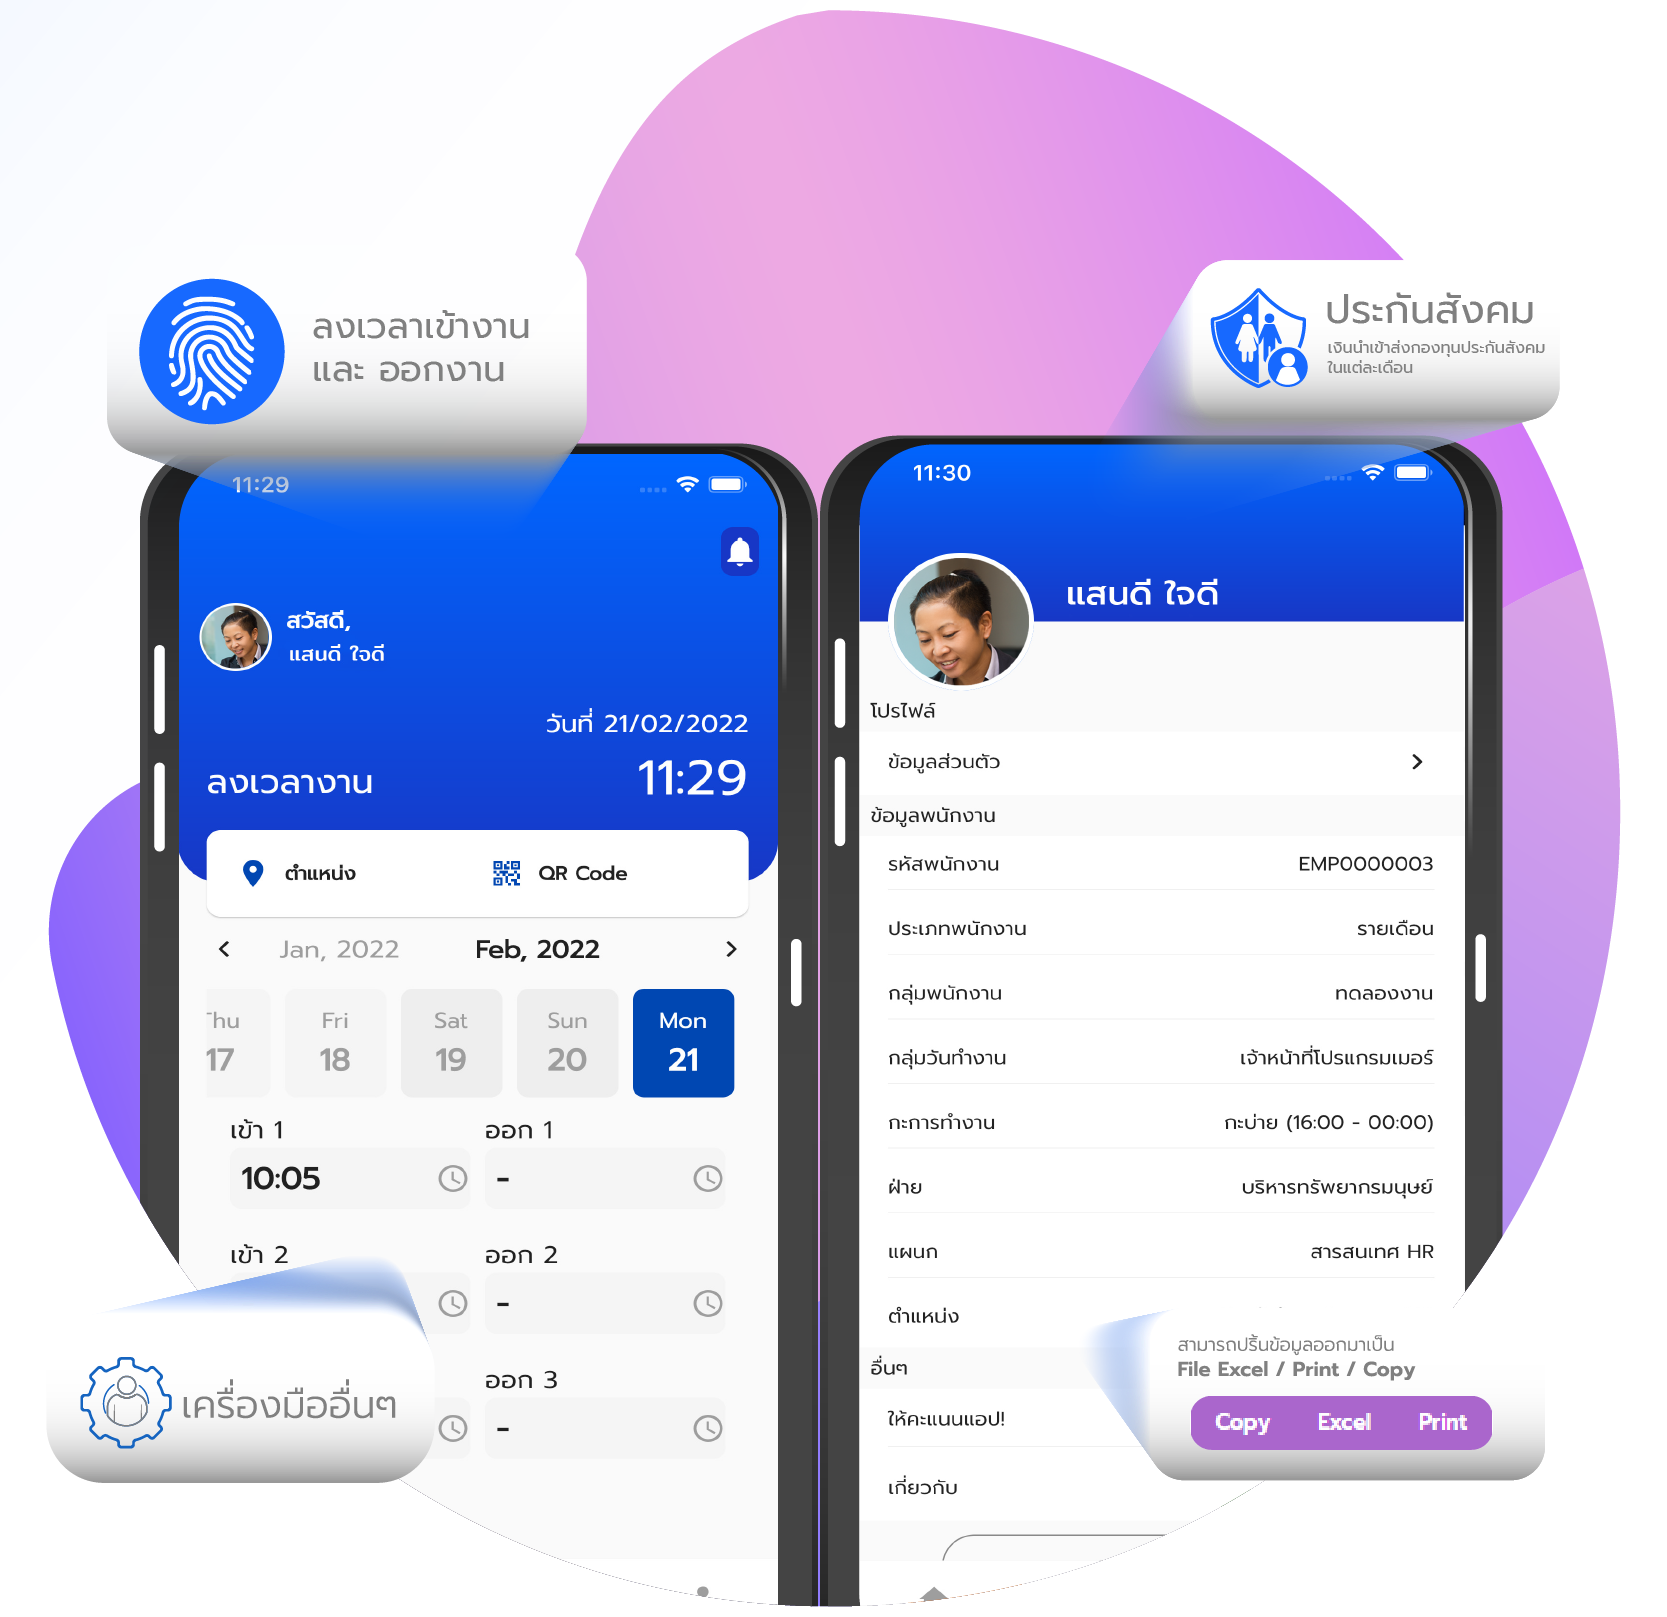 ลงเวลาเข้างาน
และ ออกงาน
ประกันสังคม
เงินนำเข้าส่งกองทุนประกันสังคม
ในแต่ละเดือน
11:29
สวัสดี,
แสนดี ใจดี
วันที่ 21/02/2022
ลงเวลางาน
11:29
ตำแหน่ง
QR Code
Jan, 2022
Feb, 2022
Thu Fri Sat Sun Mon
17 18 19 20 21
เข้า 1
ออก 1
10:05
-
เข้า 2
ออก 2
-
ออก 3
-
เครื่องมืออื่นๆ
11:30
แสนดี ใจดี
โปรไฟล์
ข้อมูลส่วนตัว
ข้อมูลพนักงาน
รหัสพนักงาน EMP0000003
ประเภทพนักงาน รายเดือน
กลุ่มพนักงาน ทดลองงาน
กลุ่มวันทำงาน เจ้าหน้าที่โปรแกรมเมอร์
กะการทำงาน กะบ่าย (16:00 - 00:00)
ฝ่าย บริหารทรัพยากรมนุษย์
แผนก สารสนเทศ HR
ตำแหน่ง
อื่นๆ
ให้คะแนนแอป!
เกี่ยวกับ
สามารถปริ้นข้อมูลออกมาเป็น
File Excel / Print / Copy
Copy Excel Print